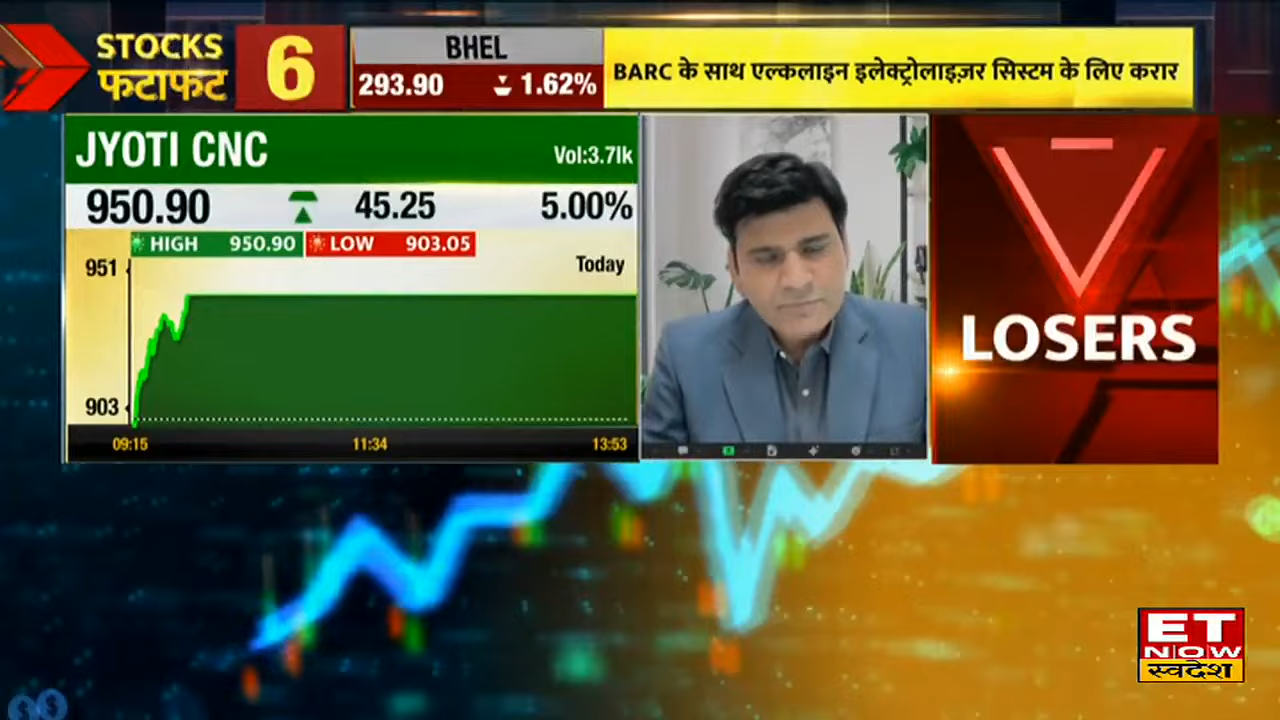 STOCKS
फटाफट
6
BHEL
293.90 1.62%
BARC के साथ एल्कलाइन इलेक्ट्रोलाइज़र सिस्टम के लिए करार
JYOTI CNC Vol:3.7lk
950.90 45.25 5.00%
HIGH 950.90 LOW 903.05
Today
951
903
09:15 11:34 13:53
LOSERS
ET
NOW
स्वदेश